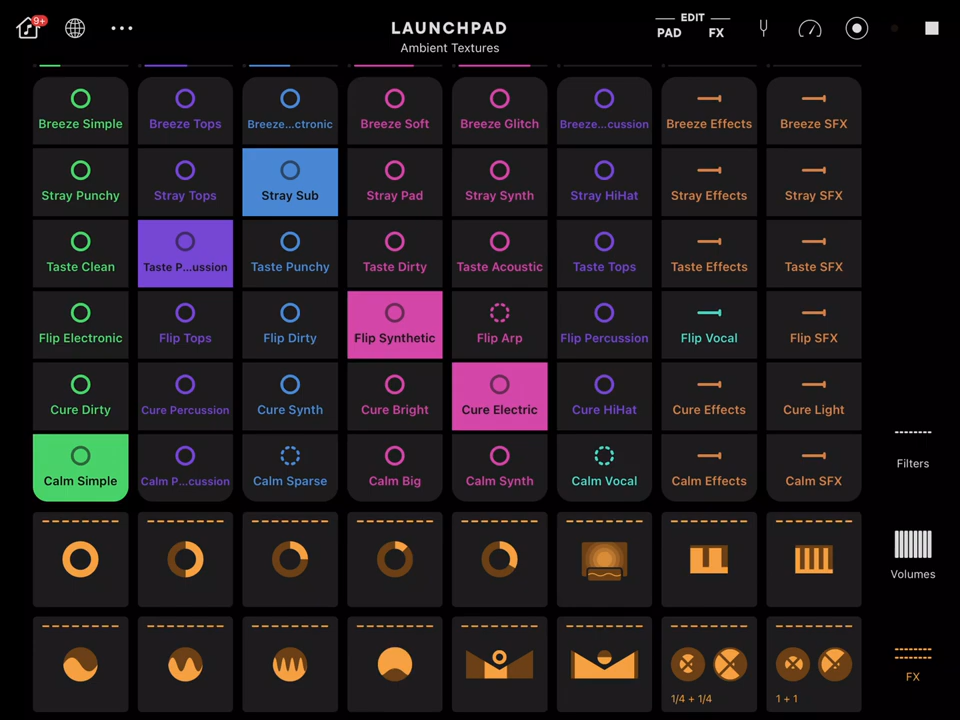 9+
LAUNCHPAD
Ambient Textures
EDIT
PAD FX
Breeze Simple Breeze Tops Breeze...ctronic Breeze Soft Breeze Glitch Breeze...cussion Breeze Effects Breeze SFX
Stray Punchy Stray Tops Stray Sub Stray Pad Stray Synth Stray HiHat Stray Effects Stray SFX
Taste Clean Taste P...ussion Taste Punchy Taste Dirty Taste Acoustic Taste Tops Taste Effects Taste SFX
Flip Electronic Flip Tops Flip Dirty Flip Synthetic Flip Arp Flip Percussion Flip Vocal Flip SFX
Cure Dirty Cure Percussion Cure Synth Cure Bright Cure Electric Cure HiHat Cure Effects Cure Light
Calm Simple Calm P...cussion Calm Sparse Calm Big Calm Synth Calm Vocal Calm Effects Calm SFX
Filters
Volumes
FX
1/4 + 1/4 1 + 1